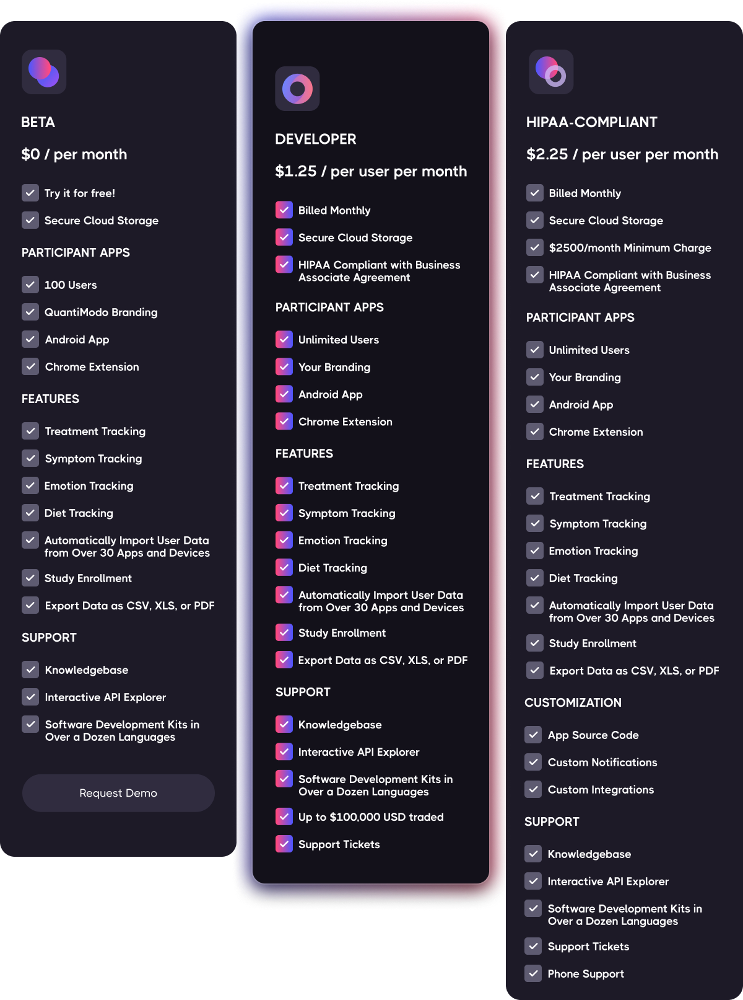 BETA
$0 / per month
Try it for free!
Secure Cloud Storage
PARTICIPANT APPS
100 Users
QuantiModo Branding
Android App
Chrome Extension
FEATURES
Treatment Tracking
Symptom Tracking
Emotion Tracking
Diet Tracking
Automatically Import User Data
from Over 30 Apps and Devices
Study Enrollment
Export Data as CSV, XLS, or PDF
SUPPORT
Knowledgebase
Interactive API Explorer
Software Development Kits in
Over a Dozen Languages
Request Demo
DEVELOPER
$1.25 / per user per month
Billed Monthly
Secure Cloud Storage
HIPAA Compliant with Business
Associate Agreement
PARTICIPANT APPS
Unlimited Users
Your Branding
Android App
Chrome Extension
FEATURES
Treatment Tracking
Symptom Tracking
Emotion Tracking
Diet Tracking
Automatically Import User Data
from Over 30 Apps and Devices
Study Enrollment
Export Data as CSV, XLS, or PDF
SUPPORT
Knowledgebase
Interactive API Explorer
Software Development Kits in
Over a Dozen Languages
Up to $100,000 USD traded
Support Tickets
HIPAA-COMPLIANT
$2.25 / per user per month
Billed Monthly
Secure Cloud Storage
$2500/month Minimum Charge
HIPAA Compliant with Business
Associate Agreement
PARTICIPANT APPS
Unlimited Users
Your Branding
Android App
Chrome Extension
FEATURES
Treatment Tracking
Symptom Tracking
Emotion Tracking
Diet Tracking
Automatically Import User Data
from Over 30 Apps and Devices
Study Enrollment
Export Data as CSV, XLS, or PDF
CUSTOMIZATION
App Source Code
Custom Notifications
Custom Integrations
SUPPORT
Knowledgebase
Interactive API Explorer
Software Development Kits in
Over a Dozen Languages
Support Tickets
Phone Support